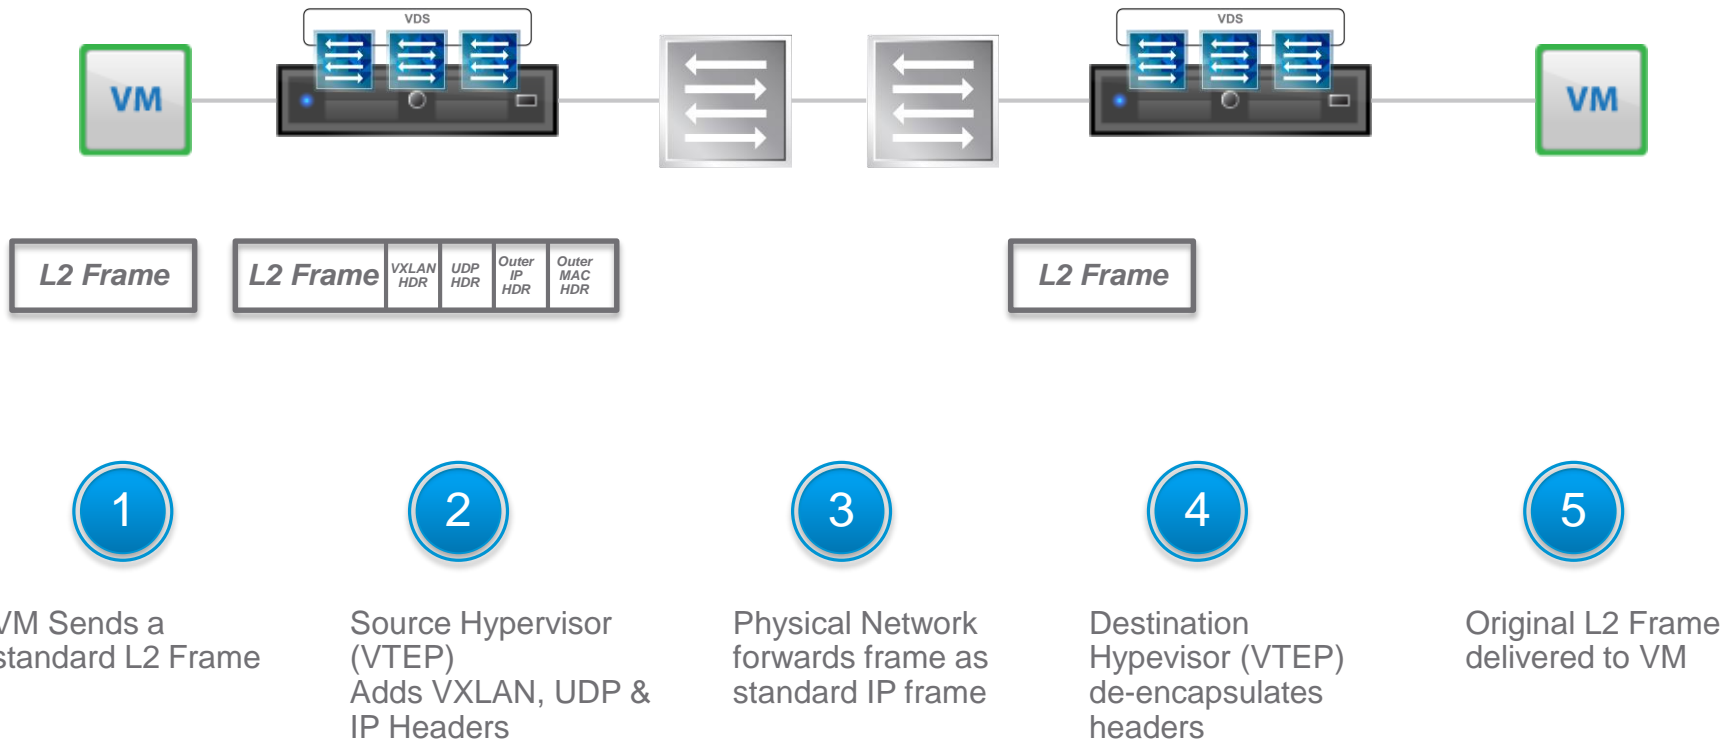 VDS
VDS
VM
VM
L2 Frame
L2 Frame
VXLAN
HDR
UDP
HDR
Outer
IP
HDR
Outer
MAC
HDR
L2 Frame
1
2
3
4
5
VM Sends a
standard L2 Frame
Source Hypervisor
(VTEP)
Adds VXLAN, UDP &
IP Headers
Physical Network
forwards frame as
standard IP frame
Destination
Hypevisor (VTEP)
de-encapsulates
headers
Original L2 Frame
delivered to VM